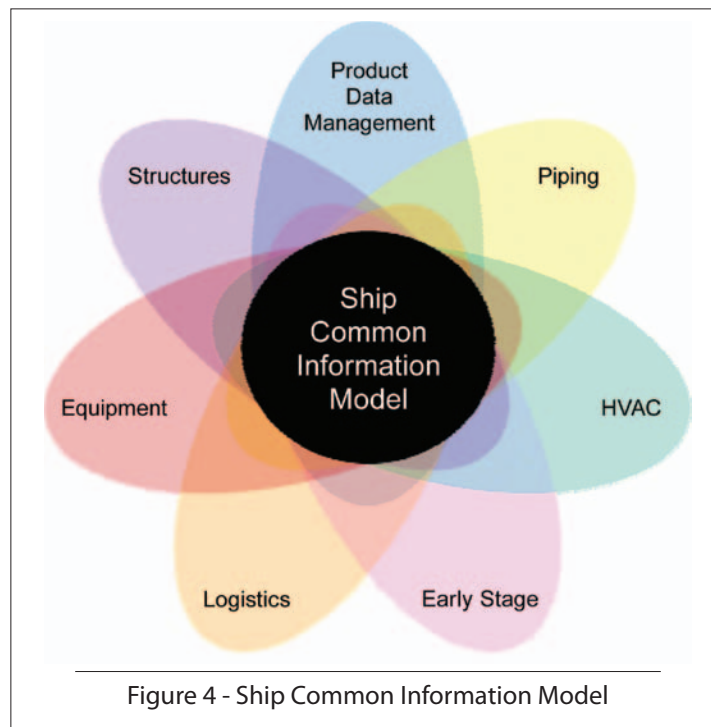 Product
Data
Management
Structures
Piping
Ship
Common
Information
Model
Equipment
HVAC
Logistics
Early Stage
Figure 4 - Ship Common Information Model